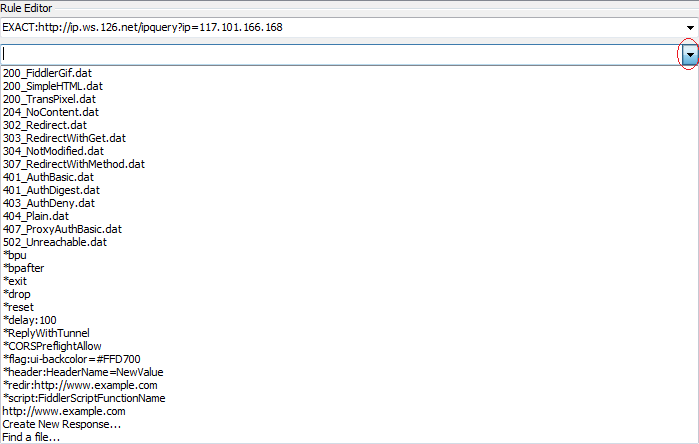 Rule Editor
EXACT:http://ip.ws.126.net/ipquery?ip=117.101.166.168
200_FiddlerGif.dat
200_SimpleHTML.dat
200_TransPixel.dat
204_NoContent.dat
302_Redirect.dat
303_RedirectWithGet.dat
304_NotModified.dat
307_RedirectWithMethod.dat
401_AuthBasic.dat
401_AuthDigest.dat
403_AuthDeny.dat
404_Plain.dat
407_ProxyAuthBasic.dat
502_Unreachable.dat
*bpu
*bpafter
*exit
*drop
*reset
*delay:100
*ReplyWithTunnel
*CORSPreflightAllow
*flag:ui-backcolor=#FFD700
*header:HeaderName=NewValue
*redir:http://www.example.com
*script:FiddlerScriptFunctionName
http://www.example.com
Create New Response...
Find a file...